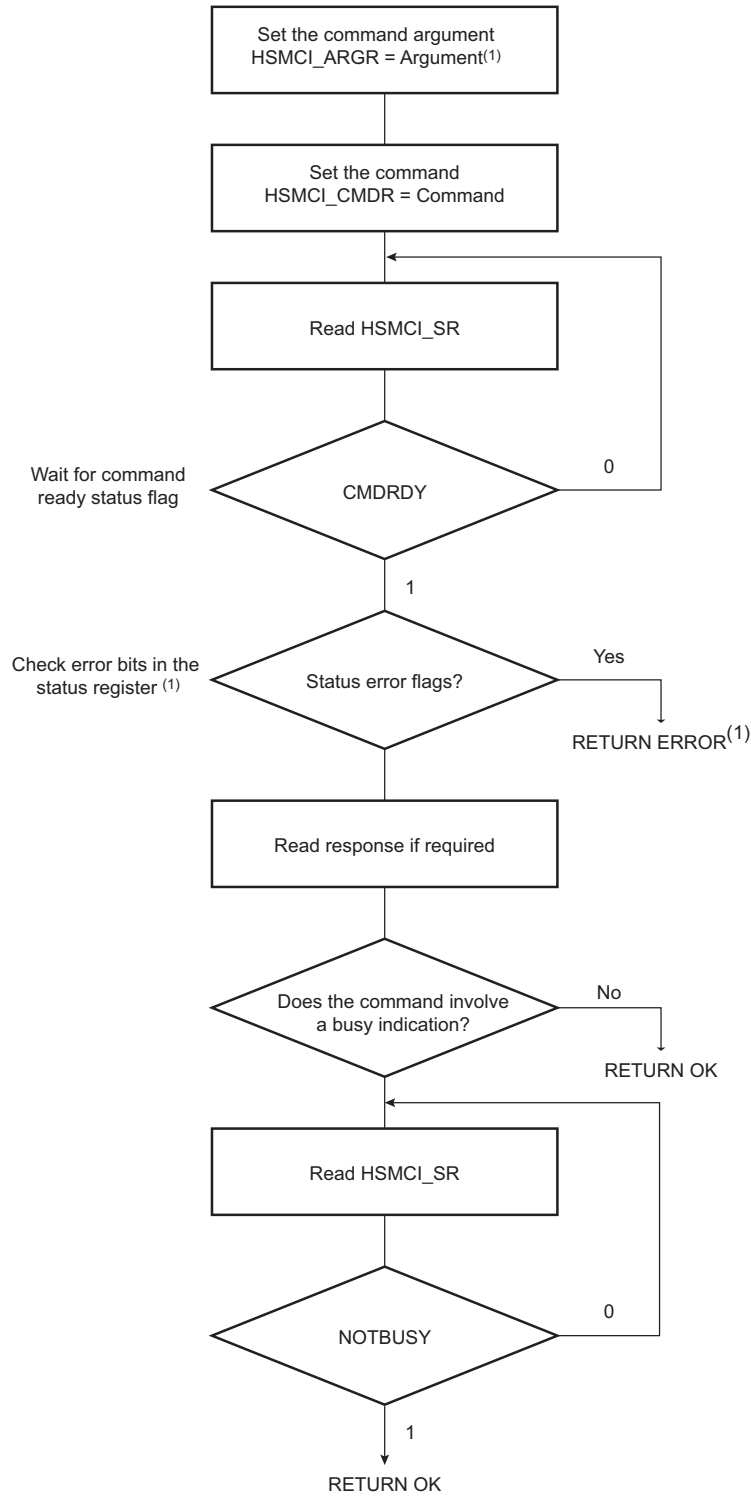 Set the command argument
HSMCI_ARGR = Argument(1)
Set the command
HSMCI_CMDR = Command
Read HSMCI_SR
Wait for command
ready status flag
CMDRDY
0
1
Check error bits in the
status register (1)
Status error flags?
Yes
RETURN ERROR(1)
Read response if required
Does the command involve
a busy indication?
No
RETURN OK
Read HSMCI_SR
NOTBUSY
0
1
RETURN OK